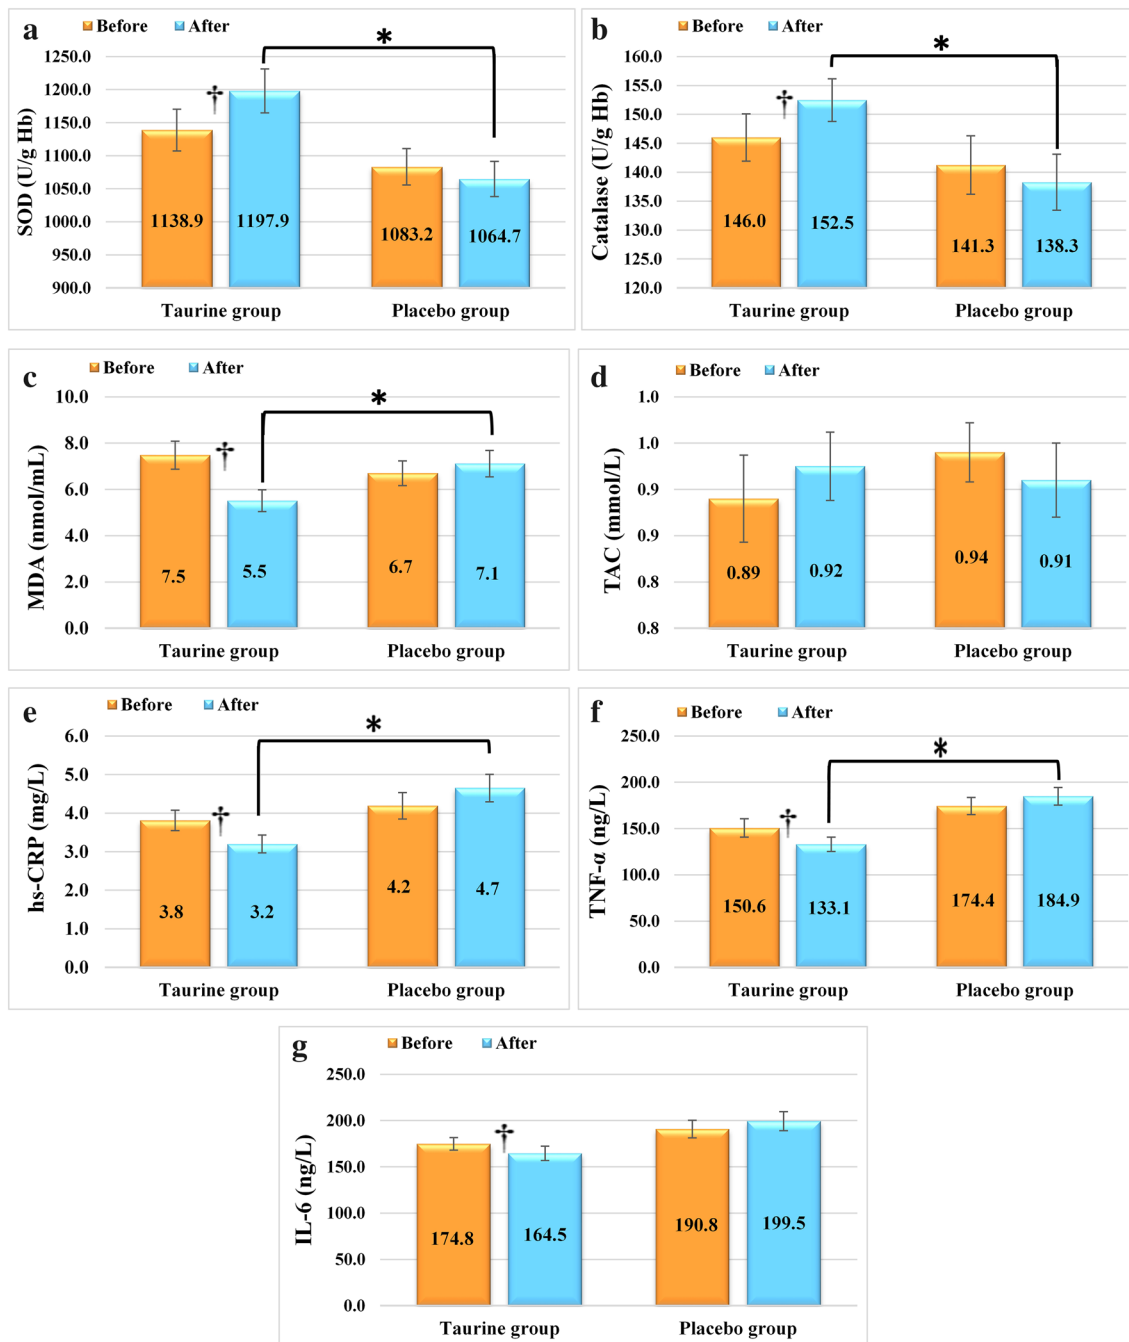 a
Before After
*
1250.0
1200.0
†
1150.0
1100.0
1050.0
1000.0
950.0
900.0
SOD (U/g Hb)
1138.9 1197.9 1083.2 1064.7
Taurine group Placebo group
b
Before After
*
160.0
155.0
†
150.0
145.0
140.0
135.0
130.0
125.0
120.0
Catalase (U/g Hb)
146.0 152.5 141.3 138.3
Taurine group Placebo group
c
Before After
*
10.0
8.0
†
6.0
4.0
2.0
0.0
MDA (nmol/mL)
7.5 5.5 6.7 7.1
Taurine group Placebo group
d
Before After
1.0
1.0
0.9
0.9
0.8
0.8
TAC (mmol/L)
0.89 0.92 0.94 0.91
Taurine group Placebo group
e
Before After
*
6.0
5.0
4.0
†
3.0
2.0
1.0
0.0
hs-CRP (mg/L)
3.8 3.2 4.2 4.7
Taurine group Placebo group
f
Before After
*
250.0
200.0
†
150.0
100.0
50.0
0.0
TNF-α (ng/L)
150.6 133.1 174.4 184.9
Taurine group Placebo group
g
Before After
250.0
200.0
†
150.0
100.0
50.0
0.0
IL-6 (ng/L)
174.8 164.5 190.8 199.5
Taurine group Placebo group